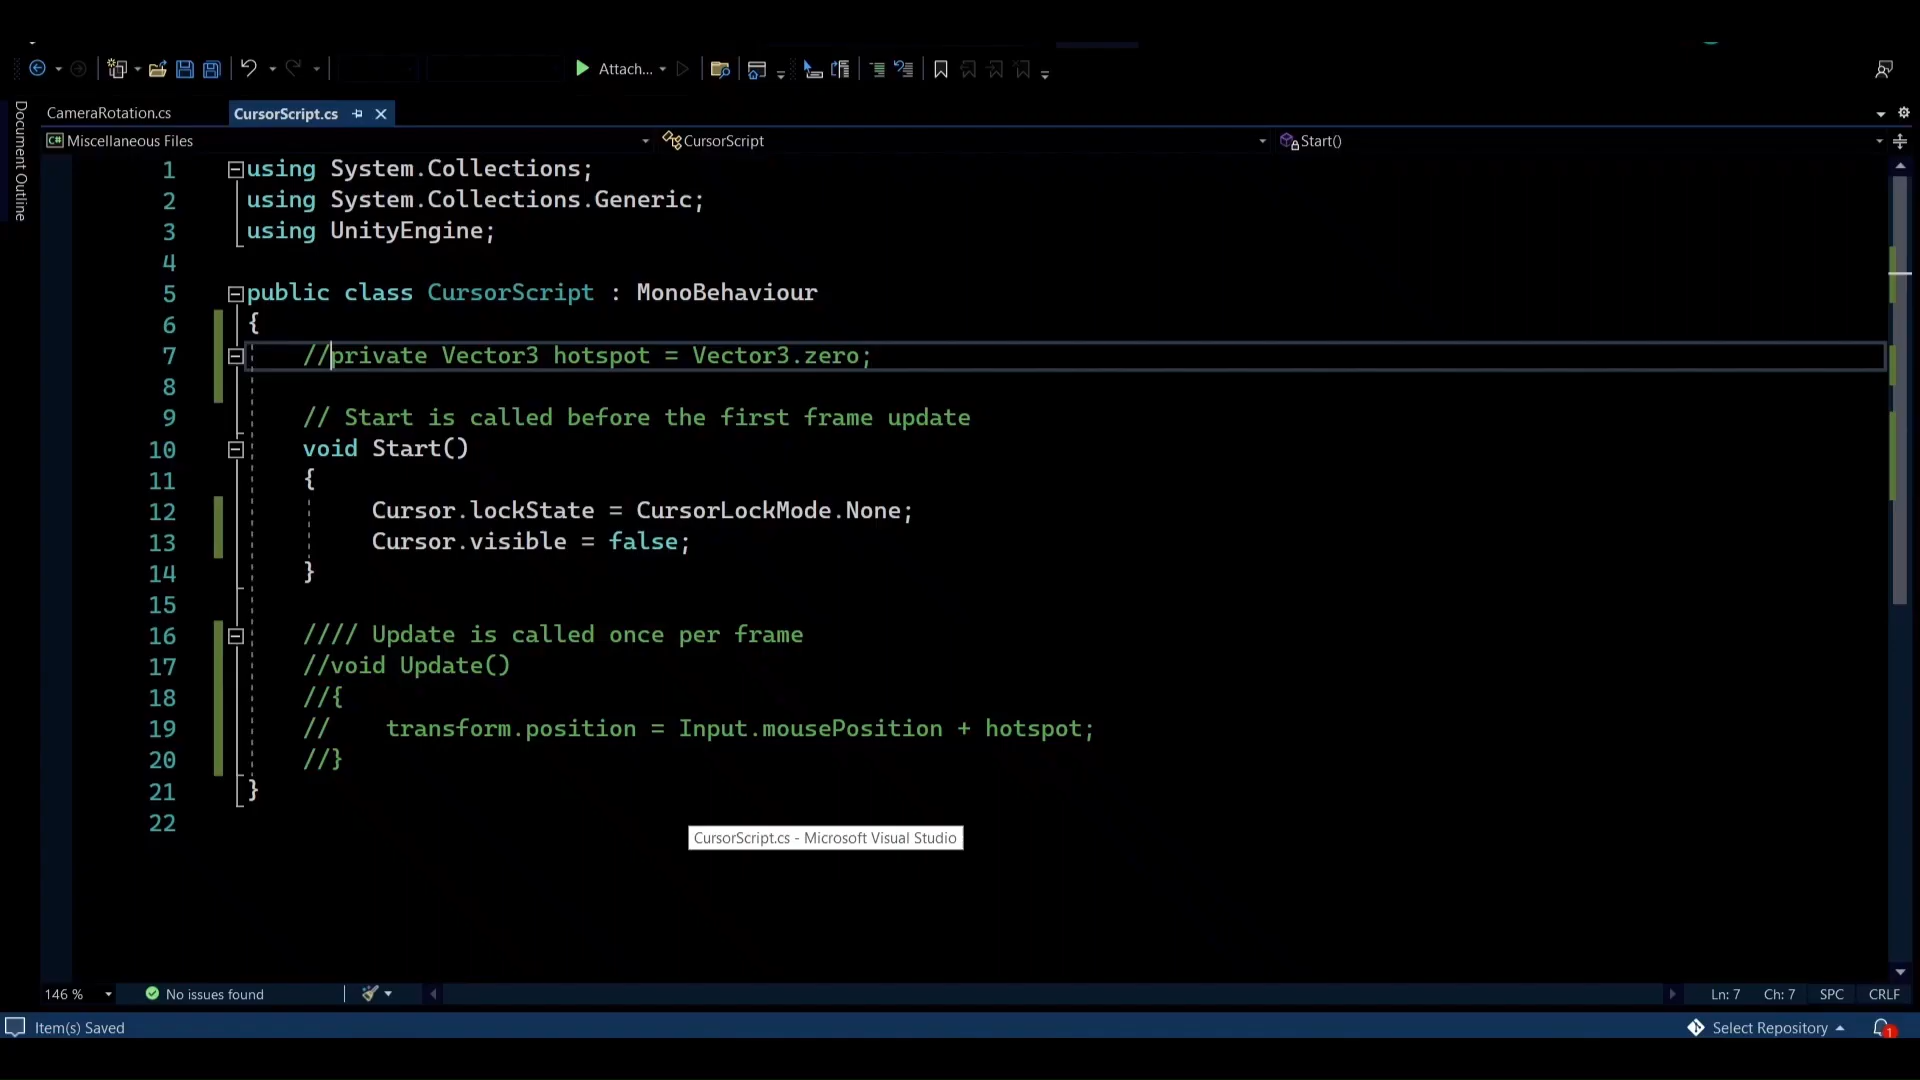 Attach...
Document Outline
CameraRotation.cs
CursorScript.cs
C# Miscellaneous Files
CursorScript
Start()
1 using System.Collections;
2 using System.Collections.Generic;
3 using UnityEngine;
4
5 public class CursorScript : MonoBehaviour
6 {
7 //private Vector3 hotspot = Vector3.zero;
8
9 // Start is called before the first frame update
10 void Start()
11 {
12 Cursor.lockState = CursorLockMode.None;
13 Cursor.visible = false;
14 }
15
16 //// Update is called once per frame
17 //void Update()
18 //{
19 // transform.position = Input.mousePosition + hotspot;
20 //}
21 }
22
CursorScript.cs - Microsoft Visual Studio
146 %
No issues found
Ln: 7 Ch: 7 SPC CRLF
Item(s) Saved
Select Repository
1